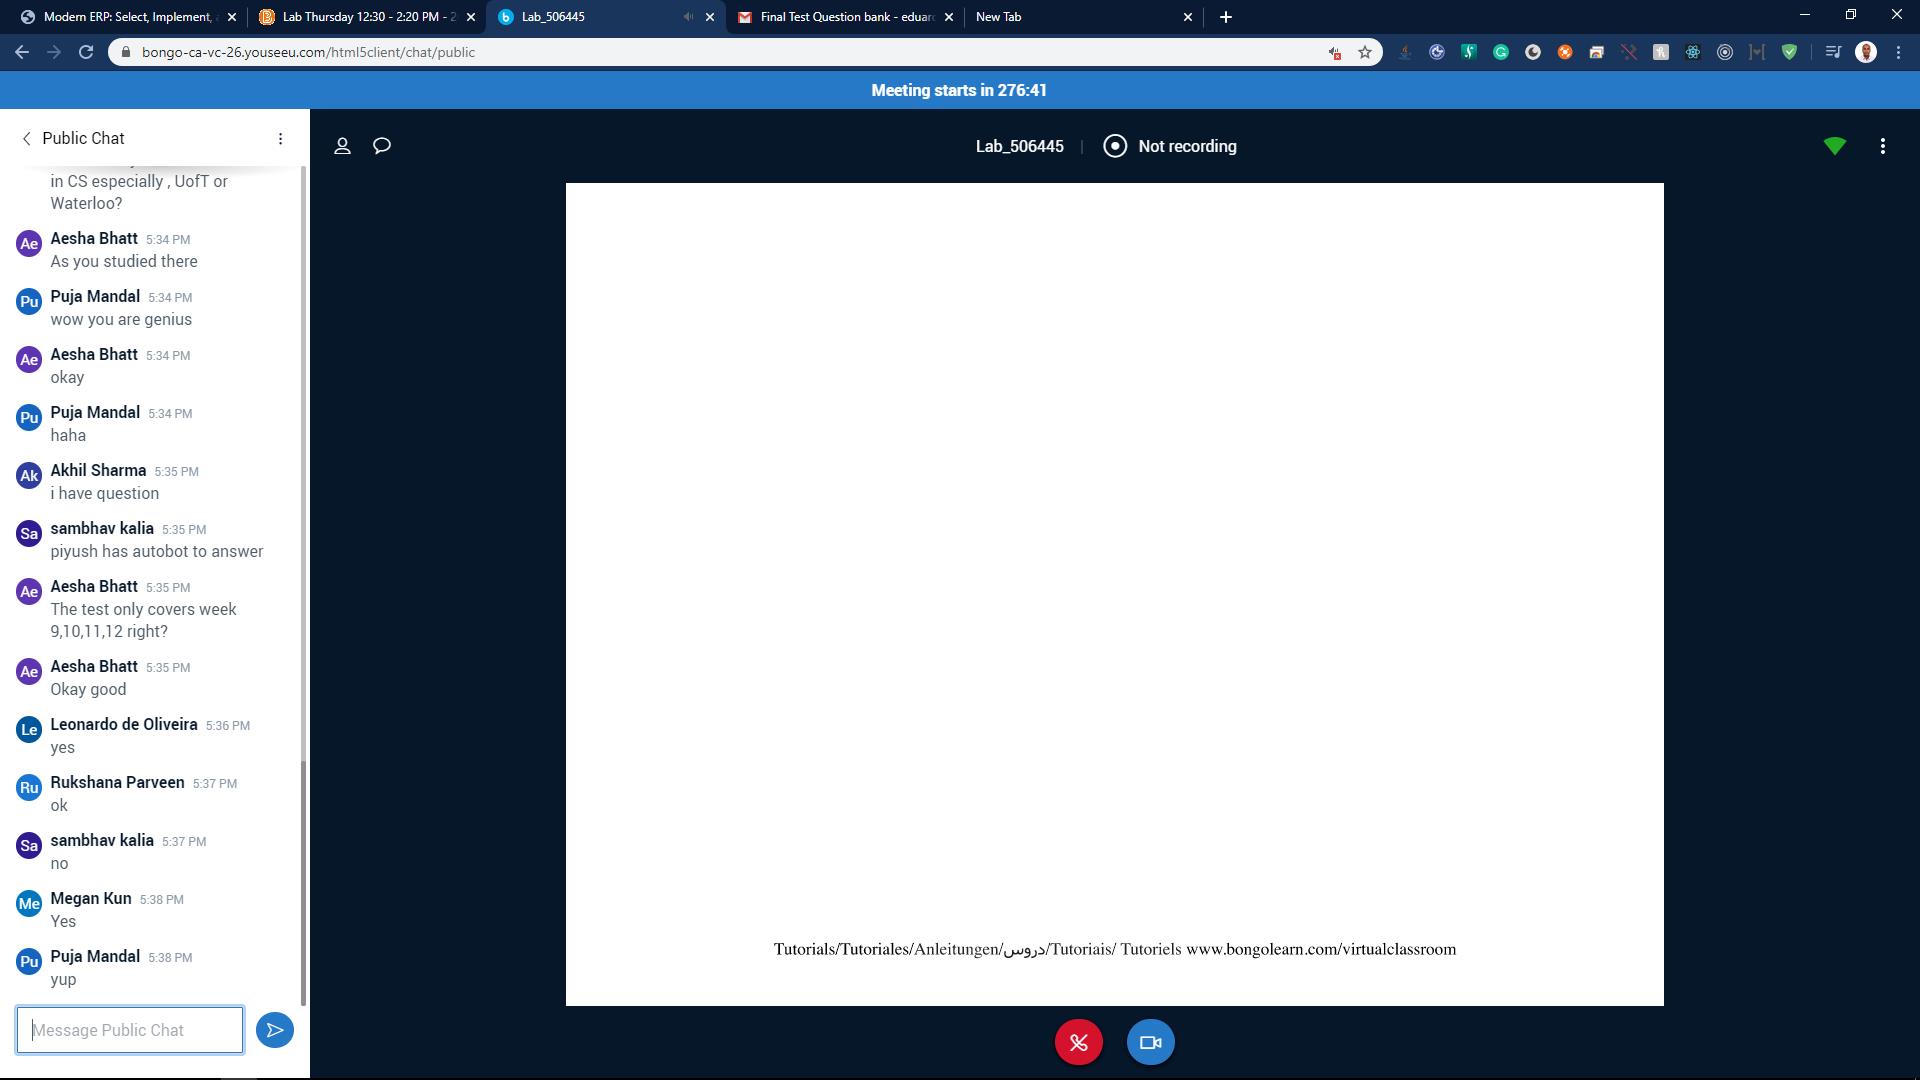 Modern ERP: Select, Implement,
Lab Thursday 12:30 - 2:20 PM - 2
Lab_506445
Final Test Question bank - eduar
New Tab
bongo-ca-vc-26.youseeu.com/html5client/chat/public
Meeting starts in 276:41
Public Chat
Lab_506445 | Not recording
in CS especially , UofT or
Waterloo?
Ae Aesha Bhatt 5:34 PM
As you studied there
Pu Puja Mandal 5:34 PM
wow you are genius
Ae Aesha Bhatt 5:34 PM
okay
Pu Puja Mandal 5:34 PM
haha
Ak Akhil Sharma 5:35 PM
i have question
Sa sambhav kalia 5:35 PM
piyush has autobot to answer
Ae Aesha Bhatt 5:35 PM
The test only covers week
9,10,11,12 right?
Ae Aesha Bhatt 5:35 PM
Okay good
Le Leonardo de Oliveira 5:36 PM
yes
Ru Rukshana Parveen 5:37 PM
ok
Sa sambhav kalia 5:37 PM
no
Me Megan Kun 5:38 PM
Yes
Pu Puja Mandal 5:38 PM
yup
Message Public Chat
Tutorials/Tutoriales/Anleitungen/دروس/Tutoriais/ Tutoriels www.bongolearn.com/virtualclassroom